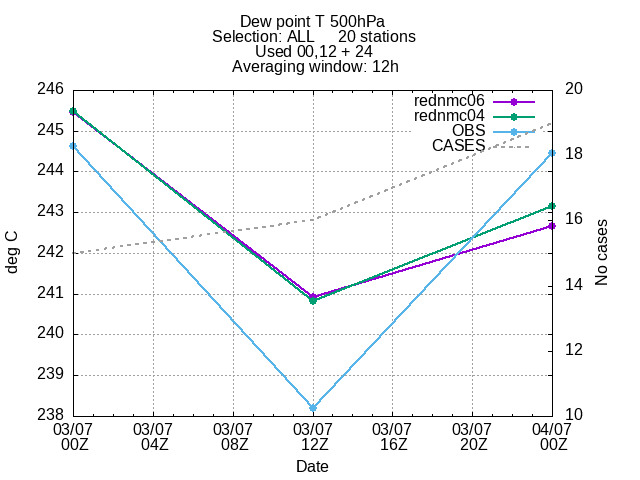 Dew point T 500hPa
Selection: ALL     20 stations
Used 00,12 + 24
Averaging window: 12h
rednmc06
rednmc04
OBS
CASES
246
245
244
243
242
241
240
239
238
deg C
20
18
16
14
12
10
No cases
03/07 03/07 03/07 03/07 03/07 03/07 04/07
00Z 04Z 08Z 12Z 16Z 20Z 00Z
Date